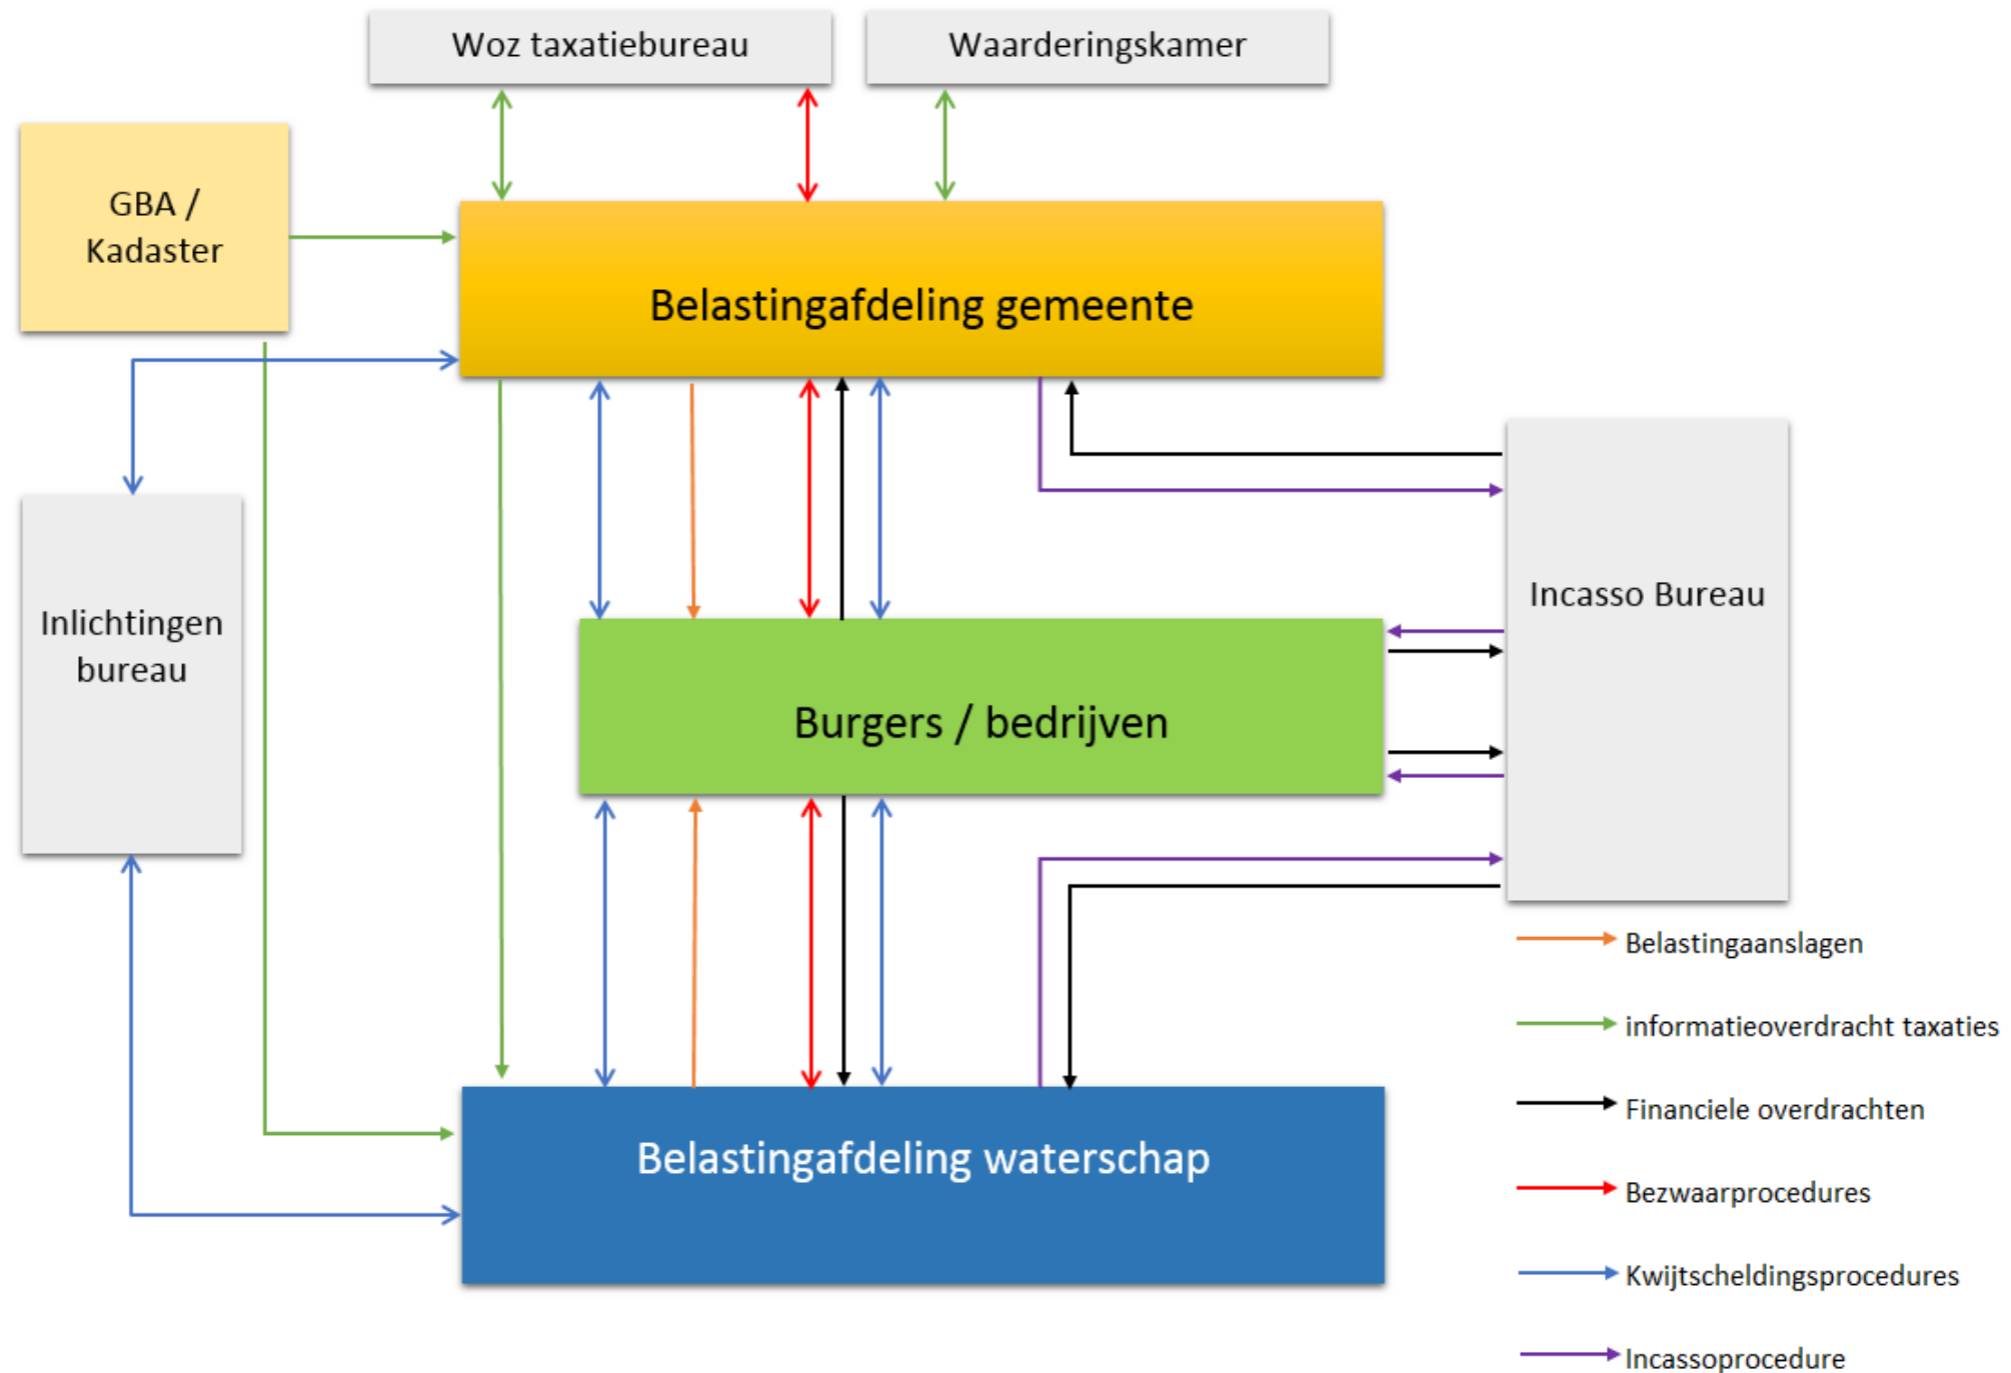 Woz taxatiebureau
Waarderingskamer
GBA /
Kadaster
Belastingafdeling gemeente
Inlichtingen
bureau
Incasso Bureau
Burgers / bedrijven
Belastingafdeling waterschap
Belastingaanslagen
informatieoverdracht taxaties
Financiele overdrachten
Bezwaarprocedures
Kwijtscheldingsprocedures
Incassoprocedure